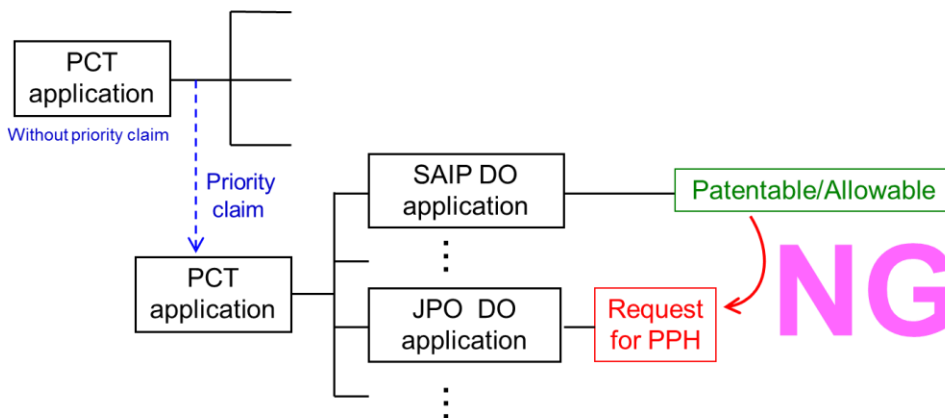 PCT
application
Without priority claim
Priority
claim
SAIP DO
application
Patentable/Allowable
PCT
application
JPO DO
application
Request
for PPH
NG